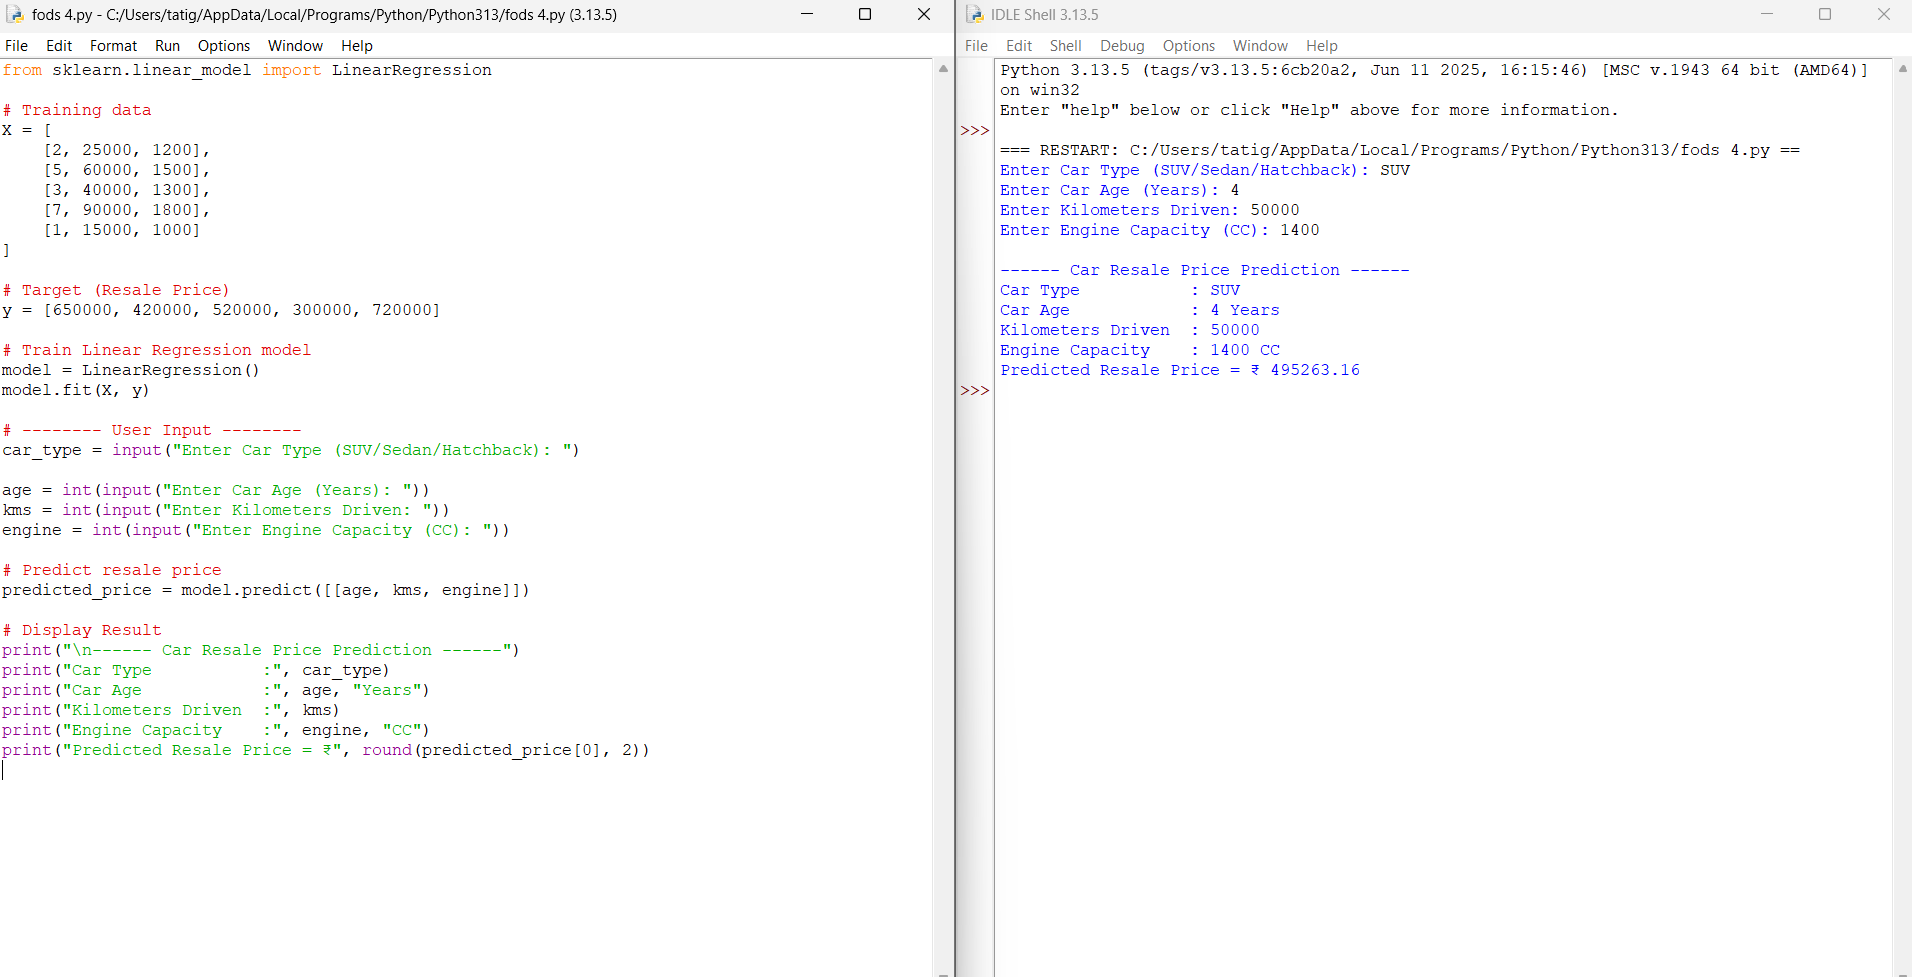 fods 4.py - C:/Users/tatig/AppData/Local/Programs/Python/Python313/fods 4.py (3.13.5)
File Edit Format Run Options Window Help
from sklearn.linear_model import LinearRegression

# Training data
X = [
    [2, 25000, 1200],
    [5, 60000, 1500],
    [3, 40000, 1300],
    [7, 90000, 1800],
    [1, 15000, 1000]
]

# Target (Resale Price)
y = [650000, 420000, 520000, 300000, 720000]

# Train Linear Regression model
model = LinearRegression()
model.fit(X, y)

# -------- User Input --------
car_type = input("Enter Car Type (SUV/Sedan/Hatchback): ")

age = int(input("Enter Car Age (Years): "))
kms = int(input("Enter Kilometers Driven: "))
engine = int(input("Enter Engine Capacity (CC): "))

# Predict resale price
predicted_price = model.predict([[age, kms, engine]])

# Display Result
print("\n------ Car Resale Price Prediction ------")
print("Car Type           :", car_type)
print("Car Age            :", age, "Years")
print("Kilometers Driven  :", kms)
print("Engine Capacity    :", engine, "CC")
print("Predicted Resale Price = ₹", round(predicted_price[0], 2))
IDLE Shell 3.13.5
File Edit Shell Debug Options Window Help
Python 3.13.5 (tags/v3.13.5:6cb20a2, Jun 11 2025, 16:15:46) [MSC v.1943 64 bit (AMD64)]
on win32
Enter "help" below or click "Help" above for more information.
>>>
=== RESTART: C:/Users/tatig/AppData/Local/Programs/Python/Python313/fods 4.py ==
Enter Car Type (SUV/Sedan/Hatchback): SUV
Enter Car Age (Years): 4
Enter Kilometers Driven: 50000
Enter Engine Capacity (CC): 1400

------ Car Resale Price Prediction ------
Car Type           : SUV
Car Age            : 4 Years
Kilometers Driven  : 50000
Engine Capacity    : 1400 CC
Predicted Resale Price = ₹ 495263.16
>>>